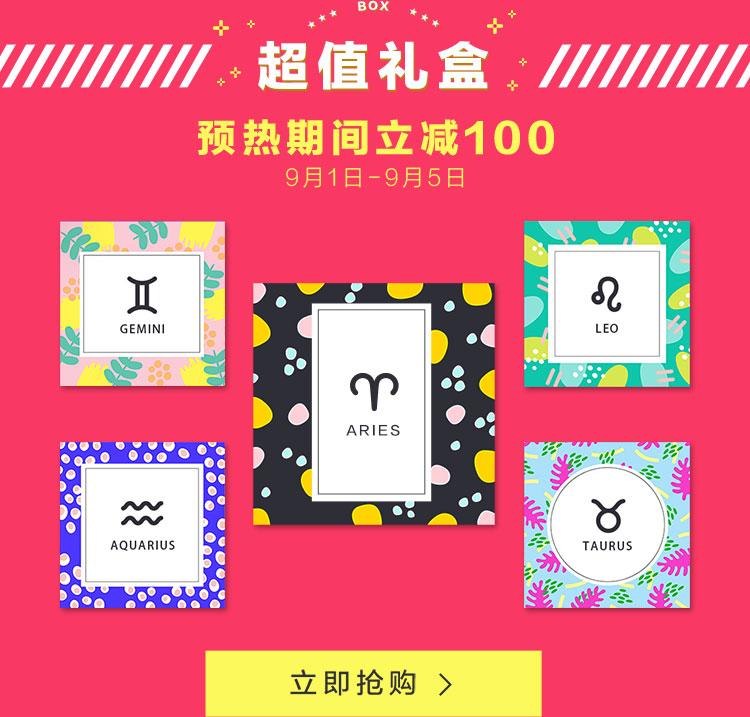 BOX
超值礼盒
预热期间立减100
9月1日-9月5日
GEMINI
LEO
ARIES
AQUARIUS
TAURUS
立即抢购 >